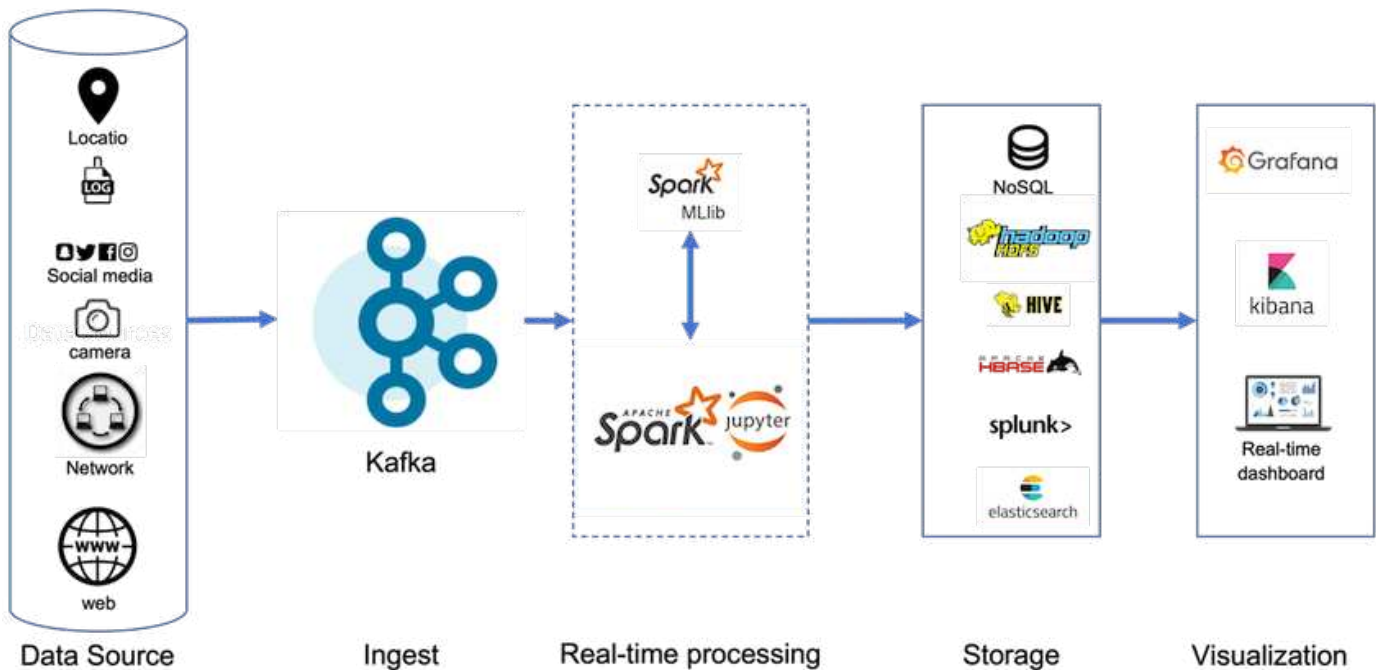 Locatio
LOG
Social media
camera
Network
www
web
Data Source
Kafka
Ingest
Spark
MLlib
APACHE
Spark
jupyter
Real-time processing
NoSQL
hadoop
HDFS
HIVE
APACHE
HBASE
splunk>
elasticsearch
Storage
Grafana
kibana
Real-time
dashboard
Visualization